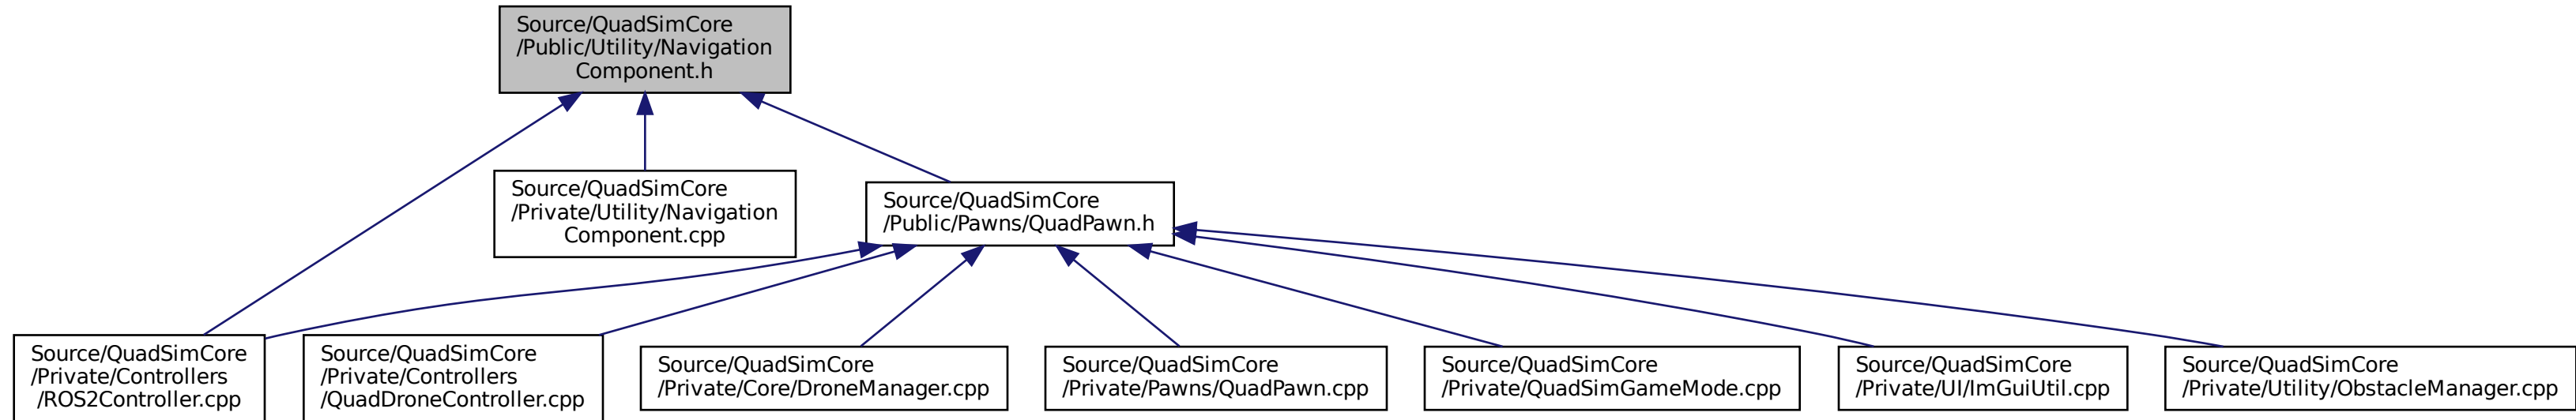 Source/QuadSimCore
/Public/Utility/Navigation
Component.h
Source/QuadSimCore
/Private/Utility/Navigation
Component.cpp
Source/QuadSimCore
/Public/Pawns/QuadPawn.h
Source/QuadSimCore
/Private/Controllers
/ROS2Controller.cpp
Source/QuadSimCore
/Private/Controllers
/QuadDroneController.cpp
Source/QuadSimCore
/Private/Core/DroneManager.cpp
Source/QuadSimCore
/Private/Pawns/QuadPawn.cpp
Source/QuadSimCore
/Private/QuadSimGameMode.cpp
Source/QuadSimCore
/Private/UI/ImGuiUtil.cpp
Source/QuadSimCore
/Private/Utility/ObstacleManager.cpp